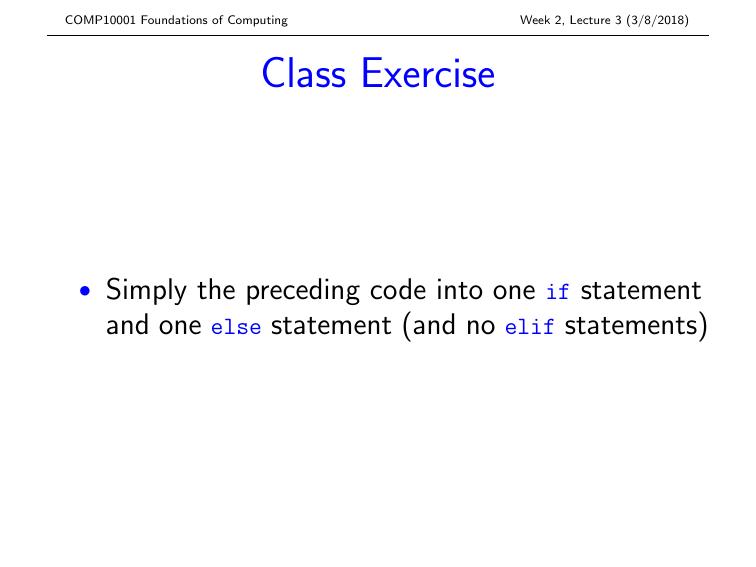 COMP10001 Foundations of Computing Week 2, Lecture 3 (3/8/2018)
Class Exercise
• Simply the preceding code into one if statement
and one else statement (and no elif statements)